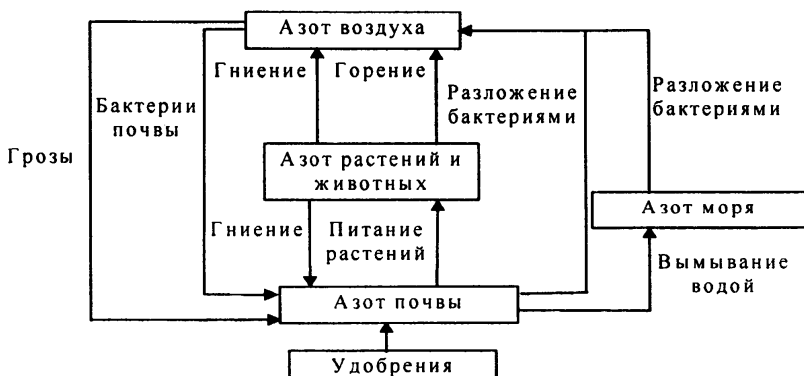 Азот воздуха
Гниение
Горение
Бактерии
почвы
Разложение
бактериями
Разложение
бактериями
Грозы
Азот растений и
животных
Азот моря
Гниение
Питание
растений
Вымывание
водой
Азот почвы
Удобрения